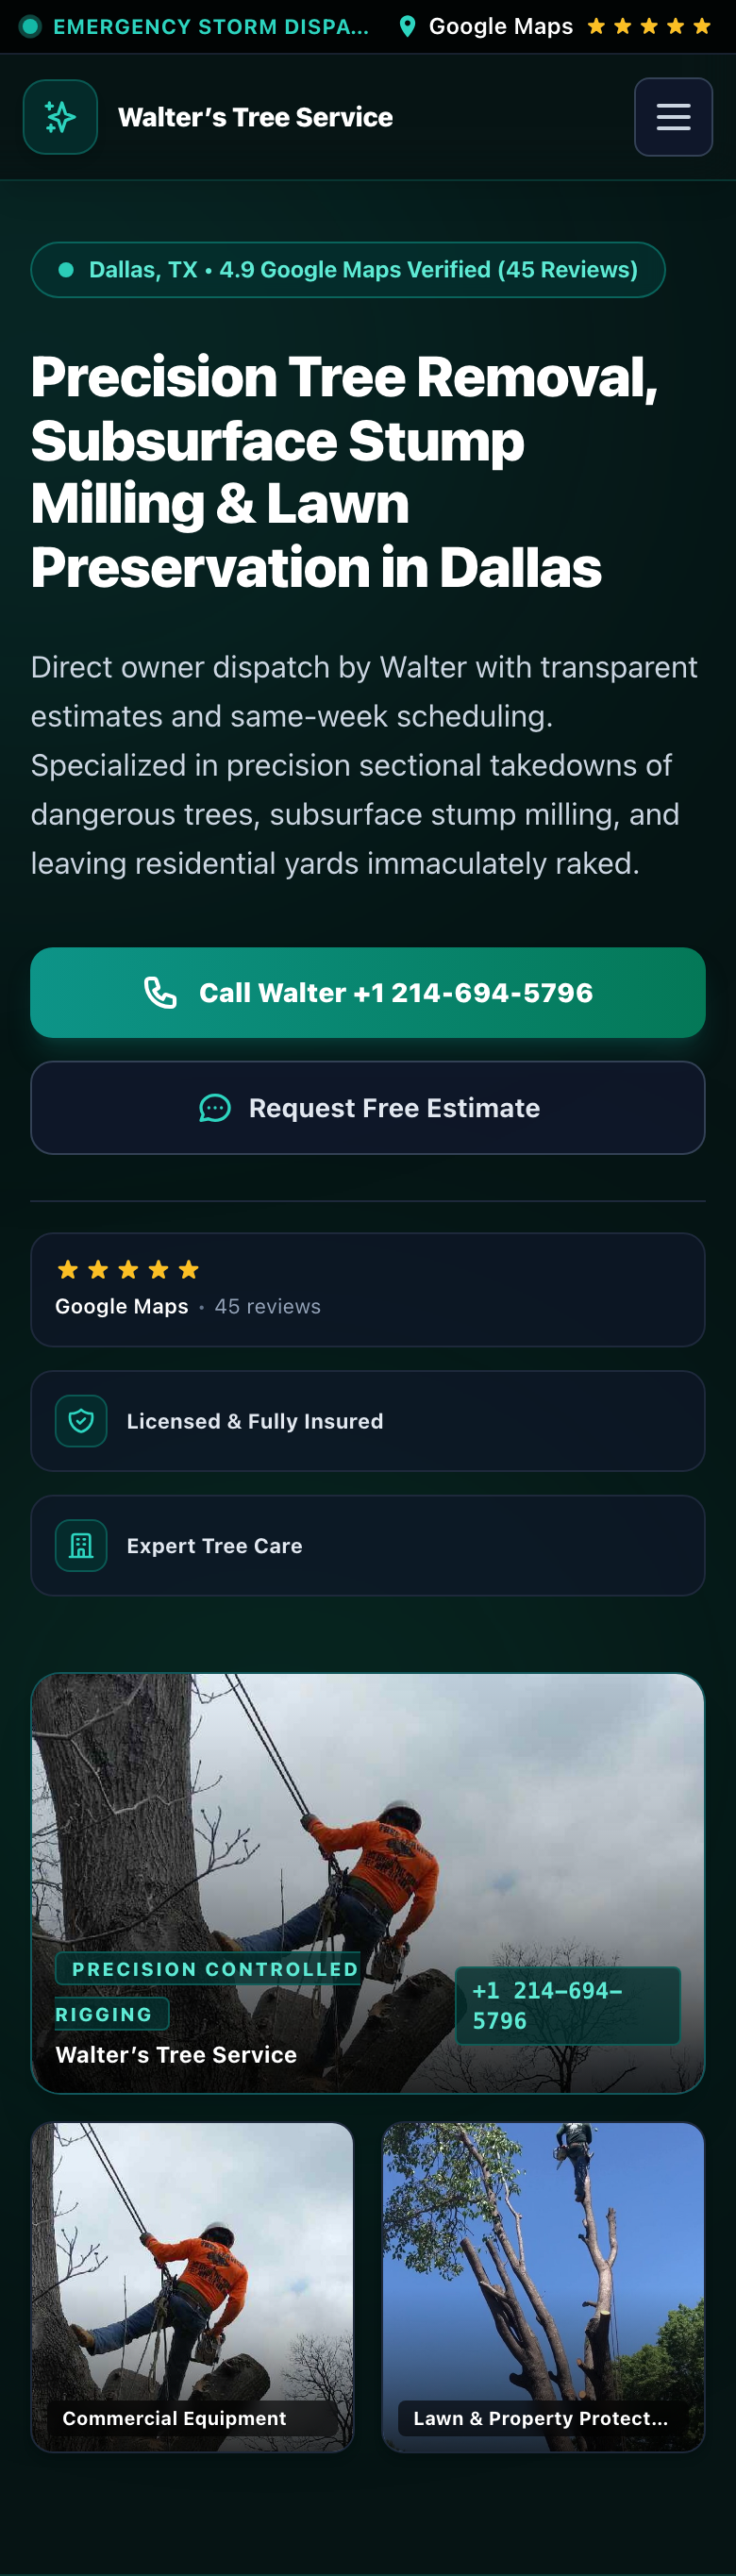 EMERGENCY STORM DISPA...
Google Maps
Walter's Tree Service
Dallas, TX • 4.9 Google Maps Verified (45 Reviews)
Precision Tree Removal,
Subsurface Stump
Milling & Lawn
Preservation in Dallas
Direct owner dispatch by Walter with transparent
estimates and same-week scheduling.
Specialized in precision sectional takedowns of
dangerous trees, subsurface stump milling, and
leaving residential yards immaculately raked.
Call Walter +1 214-694-5796
Request Free Estimate
Google Maps • 45 reviews
Licensed & Fully Insured
Expert Tree Care
PRECISION CONTROLLED
RIGGING
Walter's Tree Service
+1 214-694-
5796
Commercial Equipment
Lawn & Property Protect...